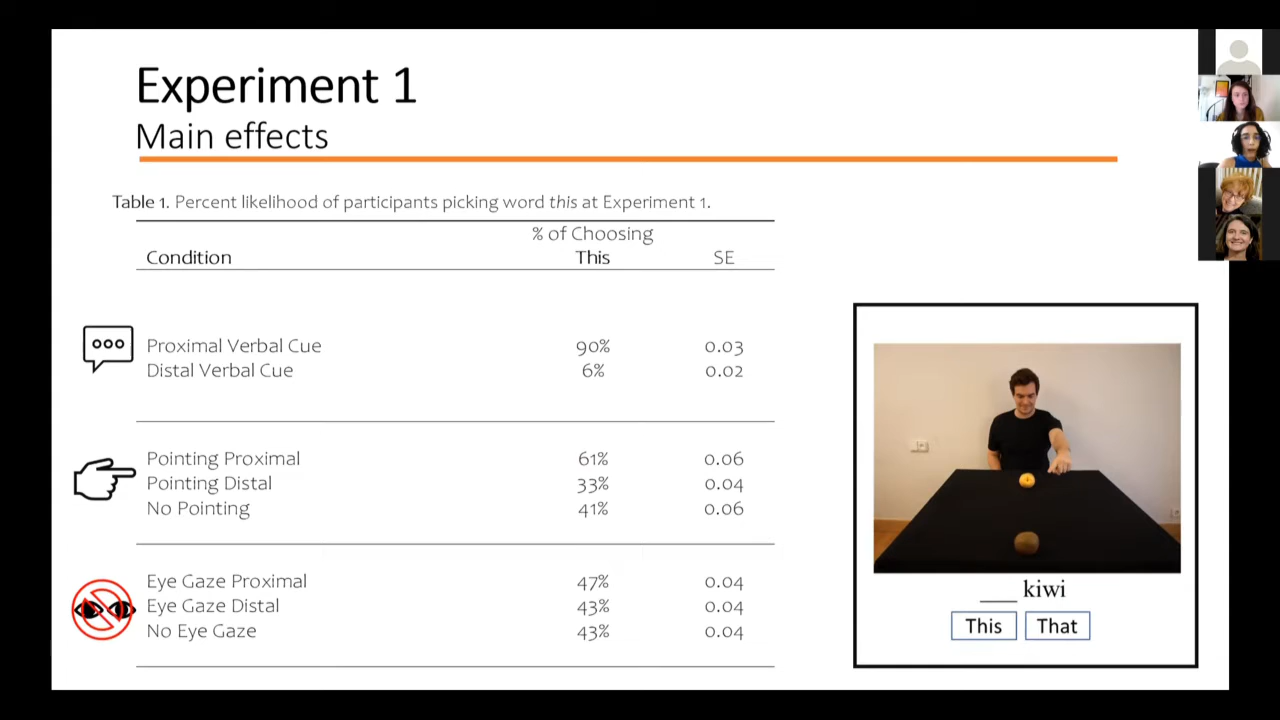 Experiment 1
Main effects
Table 1. Percent likelihood of participants picking word this at Experiment 1.
% of Choosing
Condition This SE
Proximal Verbal Cue 90% 0.03
Distal Verbal Cue 6% 0.02
Pointing Proximal 61% 0.06
Pointing Distal 33% 0.04
No Pointing 41% 0.06
Eye Gaze Proximal 47% 0.04
Eye Gaze Distal 43% 0.04
No Eye Gaze 43% 0.04
___ kiwi
This That